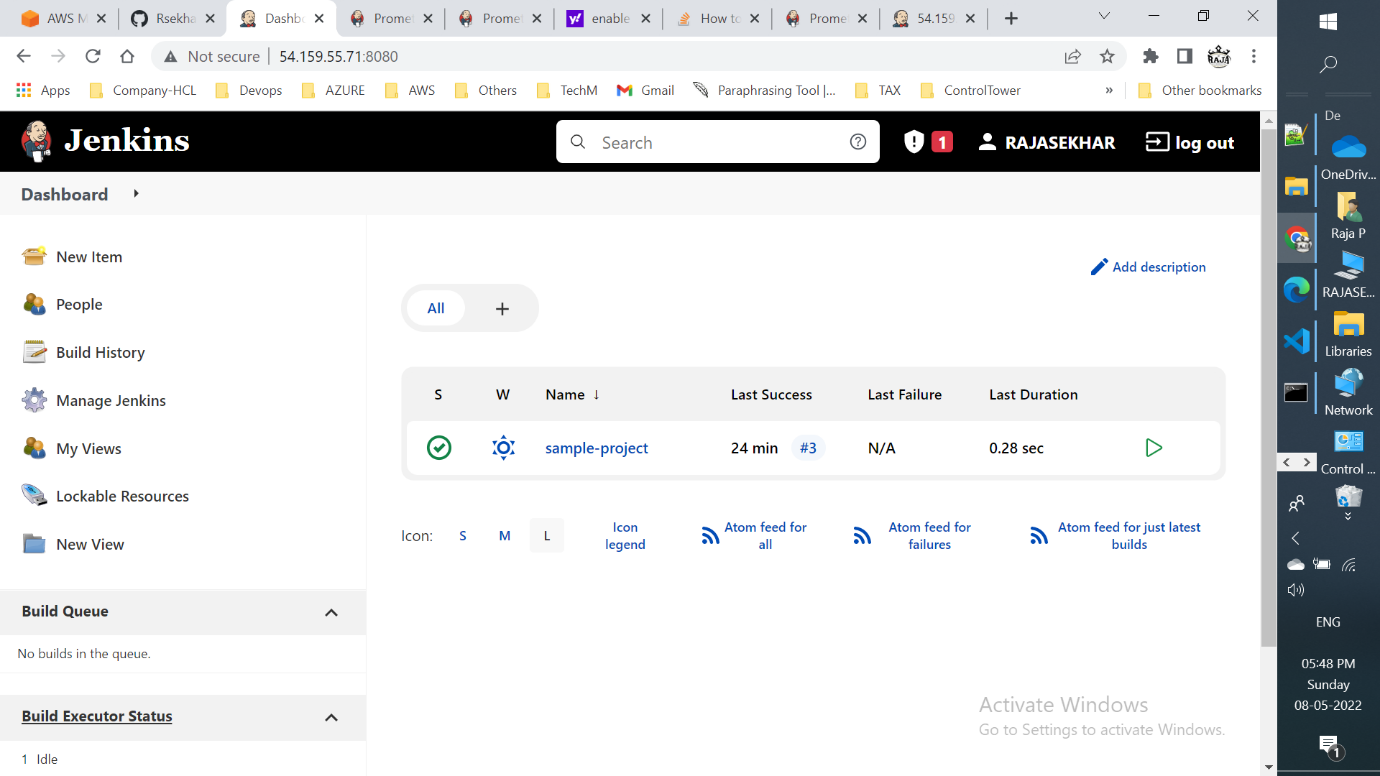 AWS M
Rsekha
Dashbo
Promet
Promet
enable
How to
Promet
54.159
Not secure
54.159.55.71:8080
RAJA
Apps
Company-HCL
Devops
AZURE
AWS
Others
TechM
Gmail
Paraphrasing Tool |...
TAX
ControlTower
»
Other bookmarks
Jenkins
Search
1
RAJASEKHAR
log out
Dashboard
New Item
People
Build History
Manage Jenkins
My Views
Lockable Resources
New View
Build Queue
No builds in the queue.
Build Executor Status
1 Idle
Add description
All +
S W Name ↓ Last Success Last Failure Last Duration
sample-project 24 min #3 N/A 0.28 sec
Icon: S M L
Icon
legend
Atom feed for
all
Atom feed for
failures
Atom feed for just latest
builds
Activate Windows
Go to Settings to activate Windows.
De
OneDriv...
Raja P
RAJASE...
Libraries
Network
Control ...
ENG
05:48 PM
Sunday
08-05-2022
1